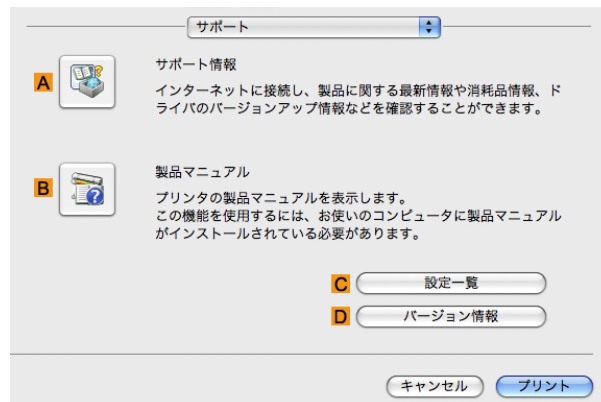 サポート
A
サポート情報
インターネットに接続し、製品に関する最新情報や消耗品情報、ド
ライバのバージョンアップ情報などを確認することができます。
B
製品マニュアル
プリンタの製品マニュアルを表示します。
この機能を使用するには、お使いのコンピュータに製品マニュアル
がインストールされている必要があります。
C 設定一覧
D バージョン情報
キャンセル プリント